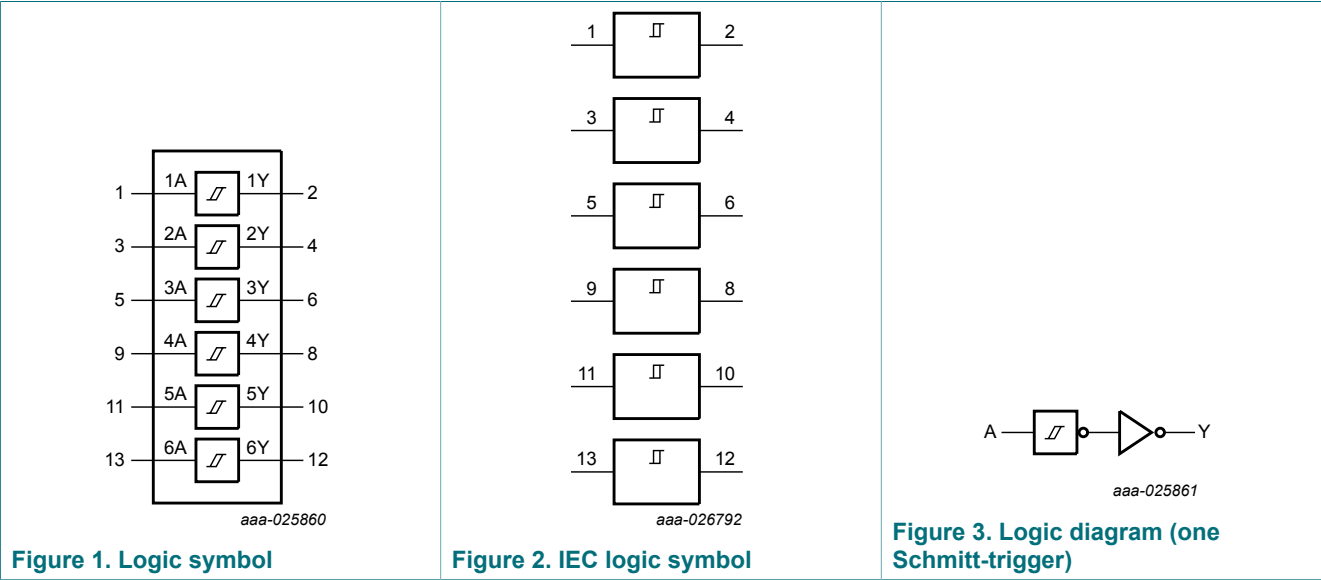 1 1A 1Y 2
3 2A 2Y 4
5 3A 3Y 6
9 4A 4Y 8
11 5A 5Y 10
13 6A 6Y 12
aaa-025860
Figure 1. Logic symbol
1 2
3 4
5 6
9 8
11 10
13 12
aaa-026792
Figure 2. IEC logic symbol
A Y
aaa-025861
Figure 3. Logic diagram (one
Schmitt-trigger)